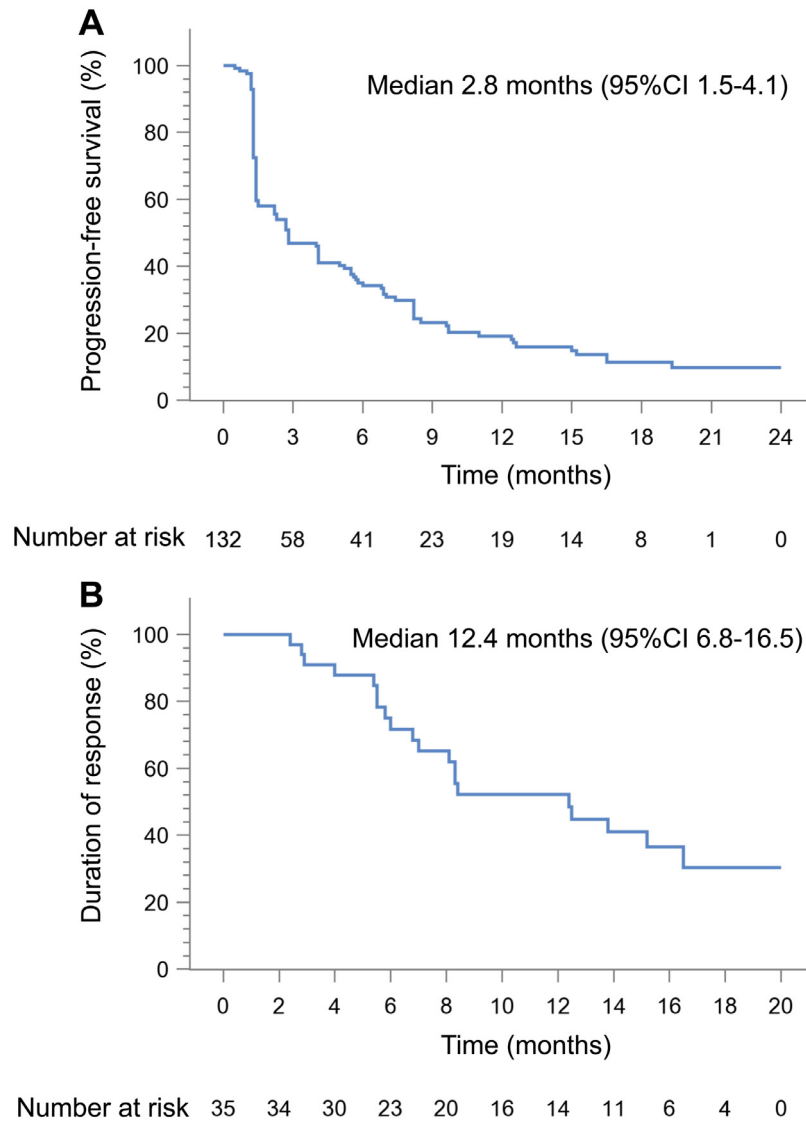 A
Progression-free survival (%)
100
80
60
40
20
0
Median 2.8 months (95%CI 1.5-4.1)
0 3 6 9 12 15 18 21 24
Time (months)
Number at risk 132 58 41 23 19 14 8 1 0
B
Duration of response (%)
100
80
60
40
20
0
Median 12.4 months (95%CI 6.8-16.5)
0 2 4 6 8 10 12 14 16 18 20
Time (months)
Number at risk 35 34 30 23 20 16 14 11 6 4 0